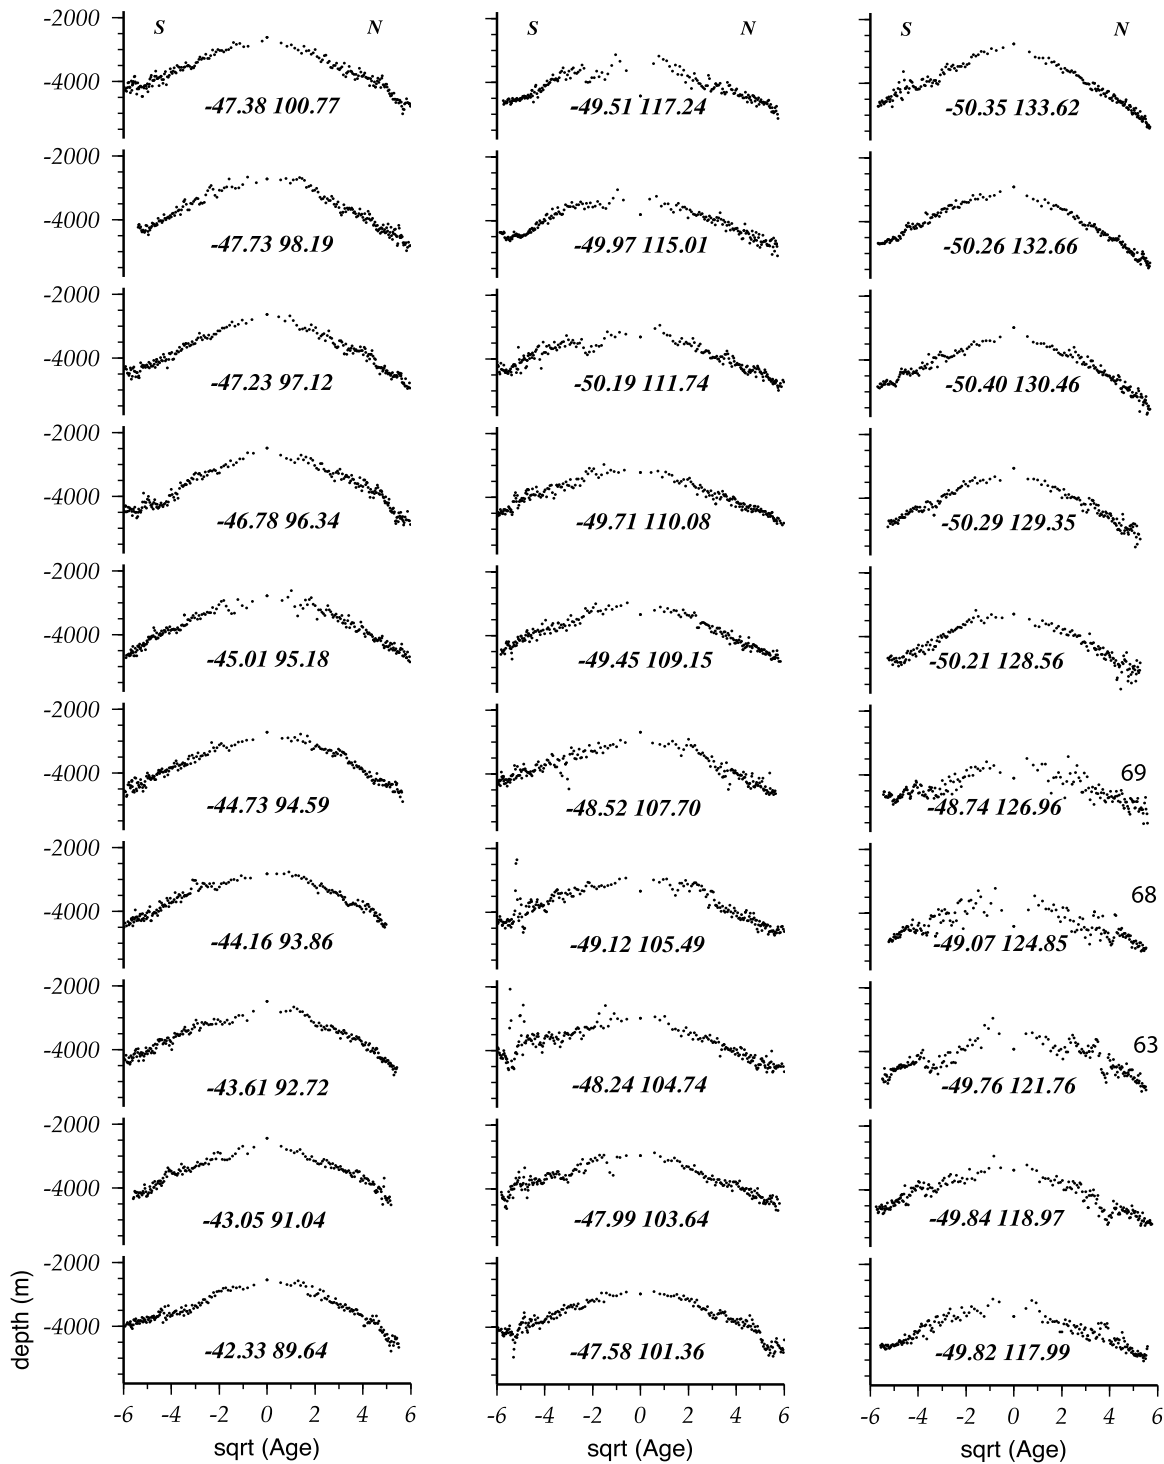 -2000 S N S N S N
-4000
-47.38 100.77 -49.51 117.24 -50.35 133.62
-2000
-4000
-47.73 98.19 -49.97 115.01 -50.26 132.66
-2000
-4000
-47.23 97.12 -50.19 111.74 -50.40 130.46
-2000
-4000
-46.78 96.34 -49.71 110.08 -50.29 129.35
-2000
-4000
-45.01 95.18 -49.45 109.15 -50.21 128.56
-2000
-4000 69
-44.73 94.59 -48.52 107.70 -48.74 126.96
-2000
68
-4000
-44.16 93.86 -49.12 105.49 -49.07 124.85
-2000
-4000 63
-43.61 92.72 -48.24 104.74 -49.76 121.76
-2000
-4000
-43.05 91.04 -47.99 103.64 -49.84 118.97
-2000
-4000
-42.33 89.64 -47.58 101.36 -49.82 117.99
depth (m)
-6 -4 -2 0 2 4 6 -6 -4 -2 0 2 4 6 -6 -4 -2 0 2 4 6
sqrt (Age) sqrt (Age) sqrt (Age)